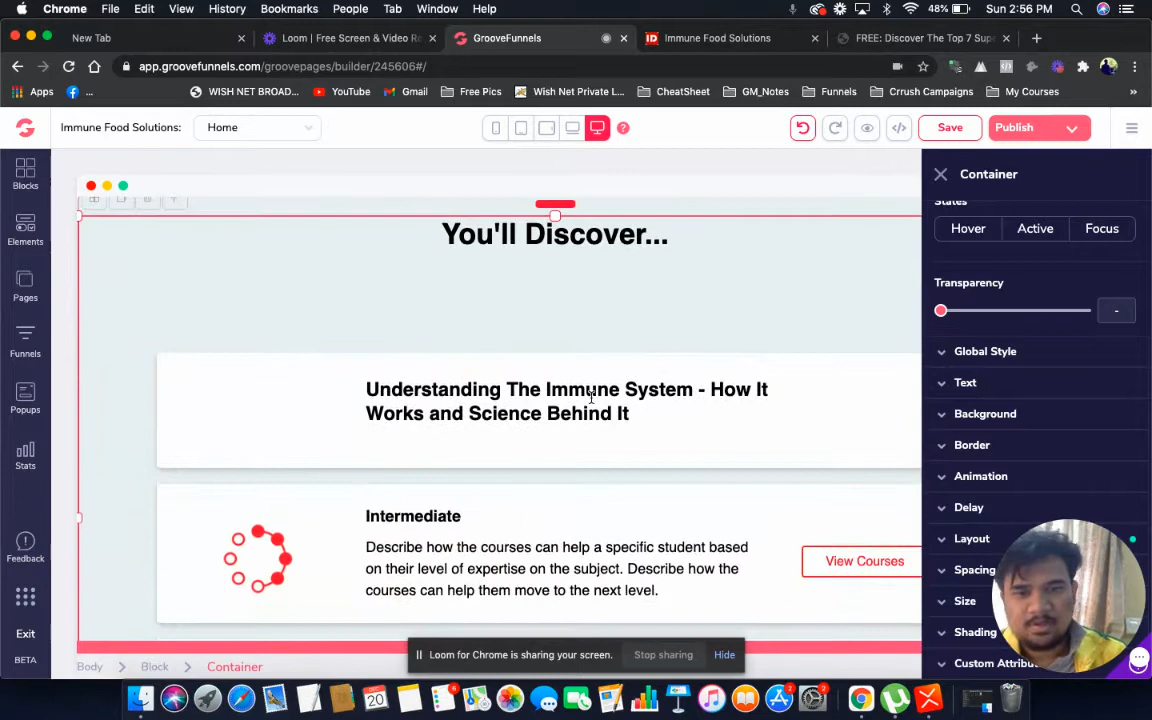 Chrome File Edit View History Bookmarks People Tab Window Help 48% Sun 2:56 PM
New Tab Loom | Free Screen & Video Re GrooveFunnels Immune Food Solutions FREE: Discover The Top 7 Supe
app.groovefunnels.com/groovepages/builder/245606#/
Apps ... WISH NET BROAD... YouTube Gmail Free Pics Wish Net Private L... CheatSheet GM_Notes Funnels Crrush Campaigns My Courses »
Immune Food Solutions: Home Save Publish
Blocks
Elements
Pages
Funnels
Popups
Stats
Feedback
Exit
BETA
You'll Discover...
Understanding The Immune System - How It
Works and Science Behind It
Intermediate
Describe how the courses can help a specific student based
on their level of expertise on the subject. Describe how the
courses can help them move to the next level.
View Courses
Container
States
Hover Active Focus
Transparency
-
Global Style
Text
Background
Border
Animation
Delay
Layout
Spacing
Size
Shading
Custom Attribu
Loom for Chrome is sharing your screen. Stop sharing Hide
Body Block Container